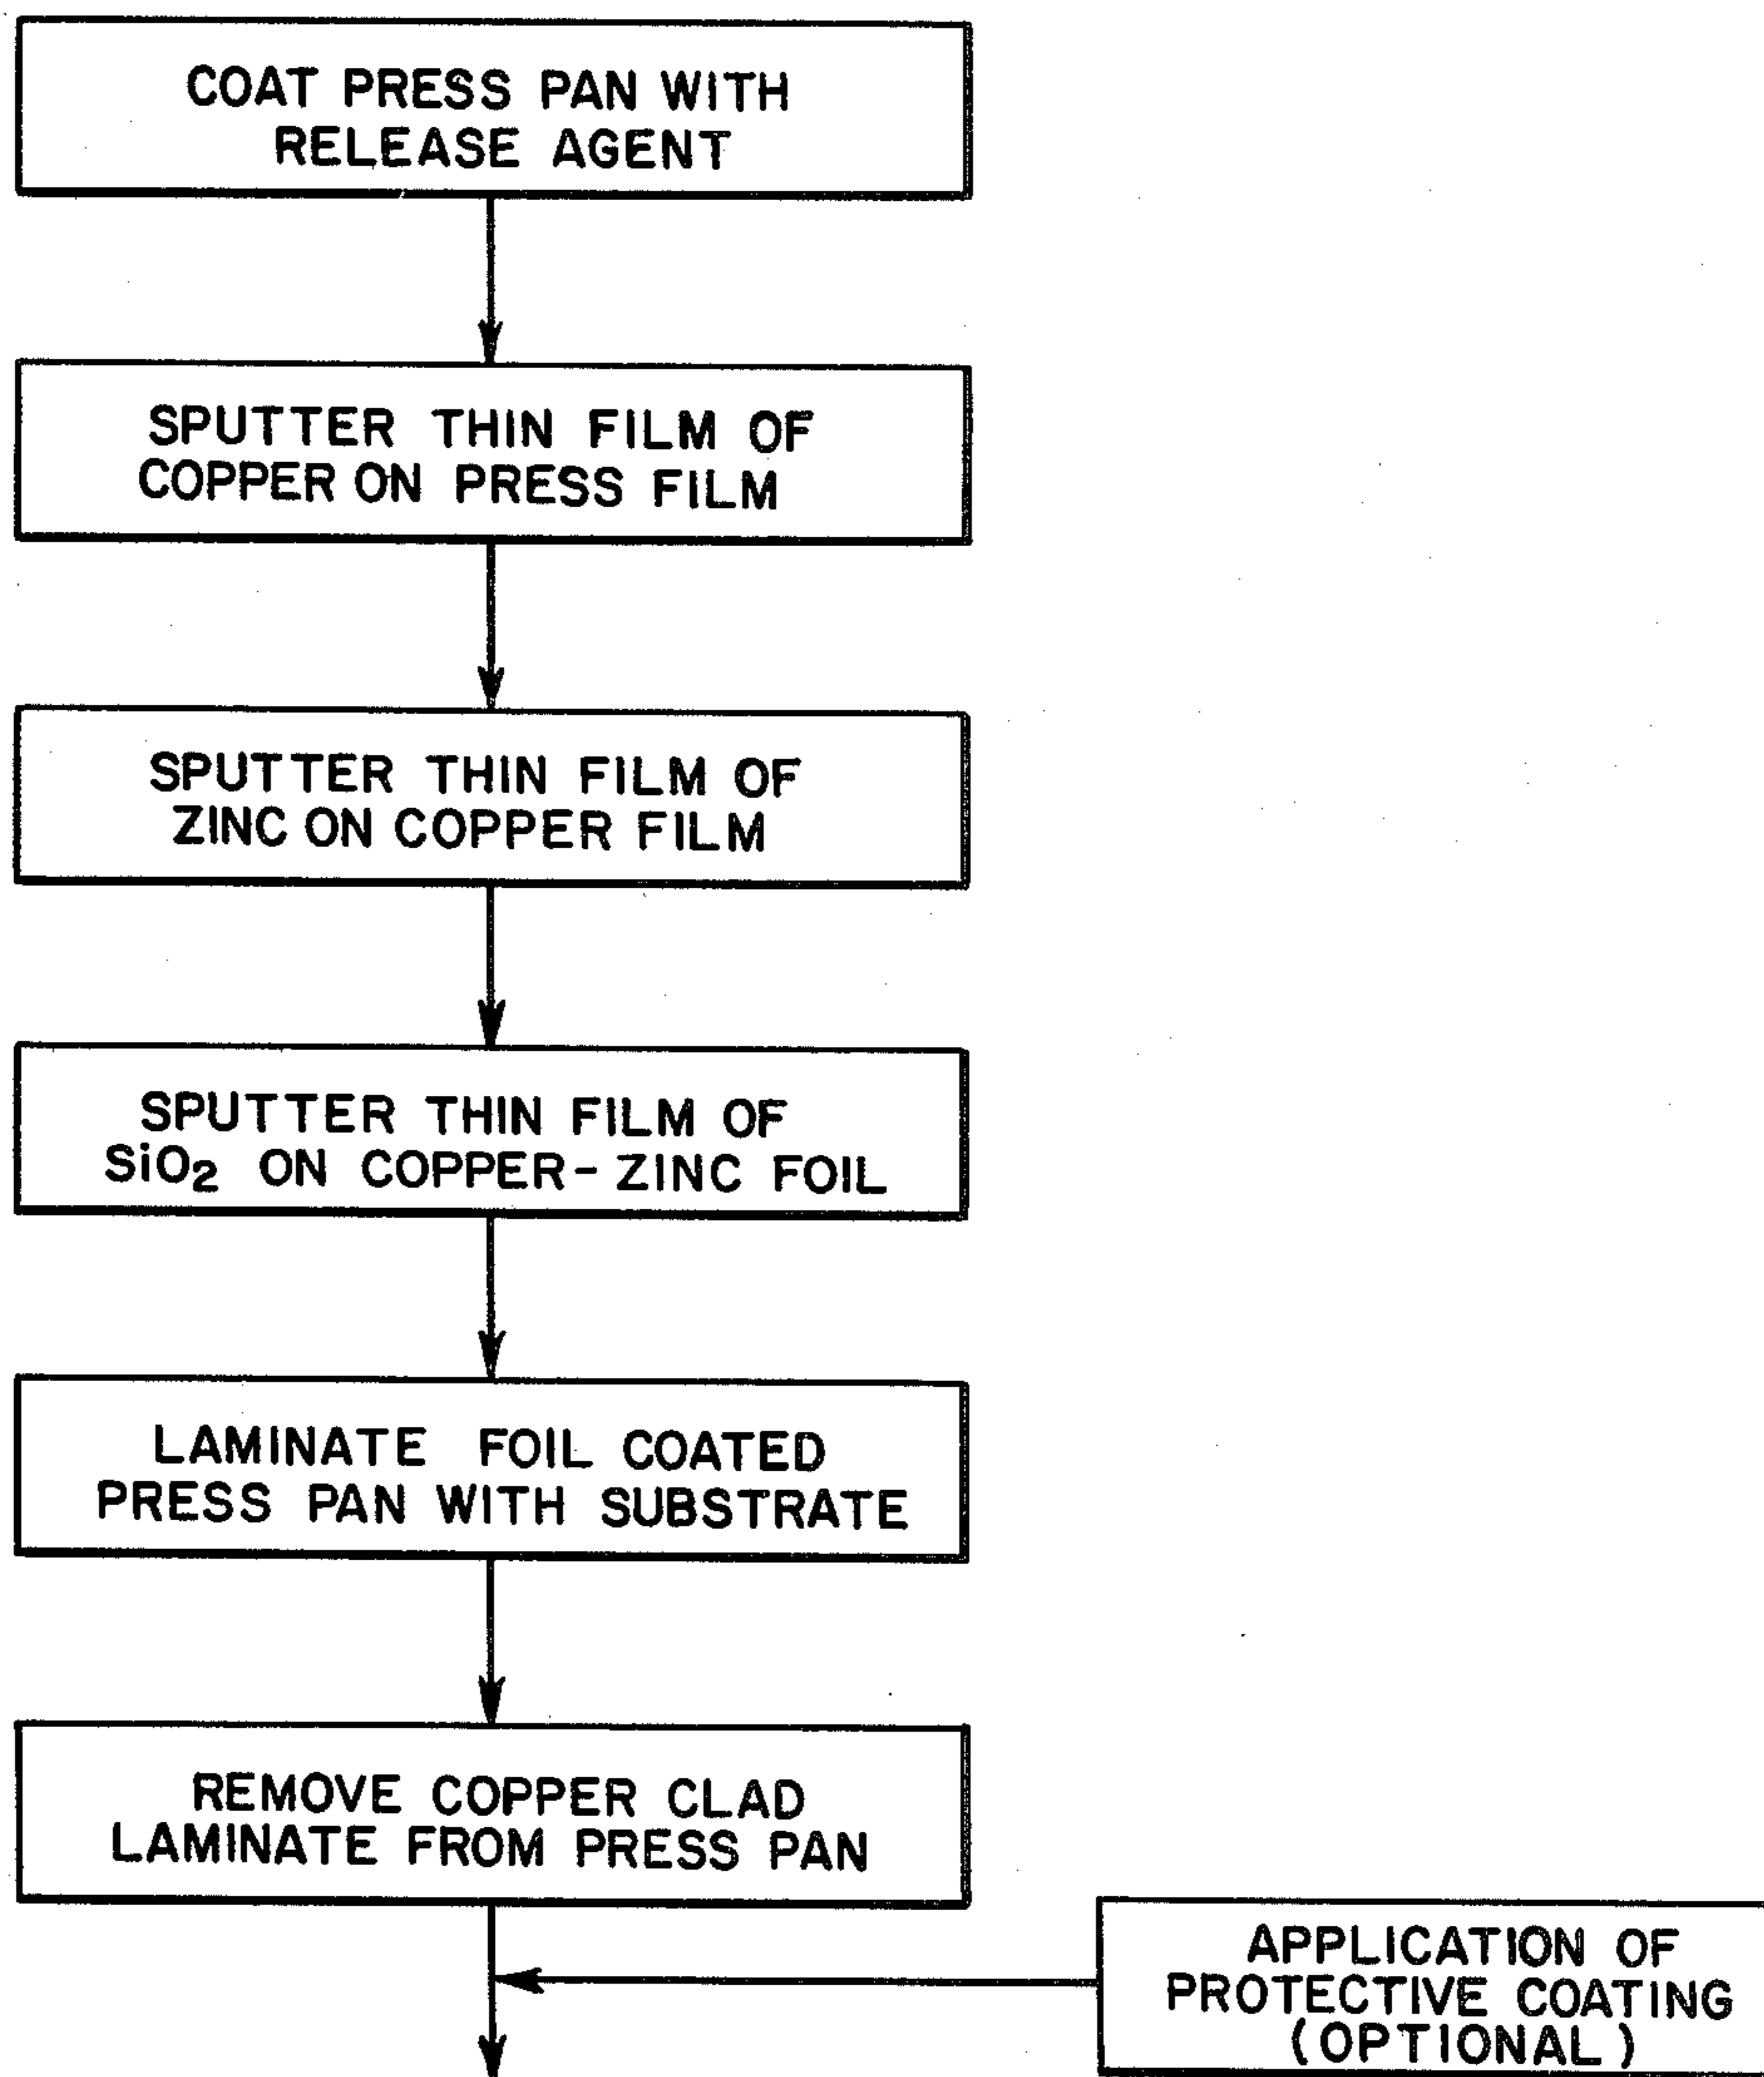 COAT PRESS PAN WITH
RELEASE AGENT
SPUTTER THIN FILM OF
COPPER ON PRESS FILM
SPUTTER THIN FILM OF
ZINC ON COPPER FILM
SPUTTER THIN FILM OF
SiO₂ ON COPPER-ZINC FOIL
LAMINATE FOIL COATED
PRESS PAN WITH SUBSTRATE
REMOVE COPPER CLAD
LAMINATE FROM PRESS PAN
APPLICATION OF
PROTECTIVE COATING
(OPTIONAL)